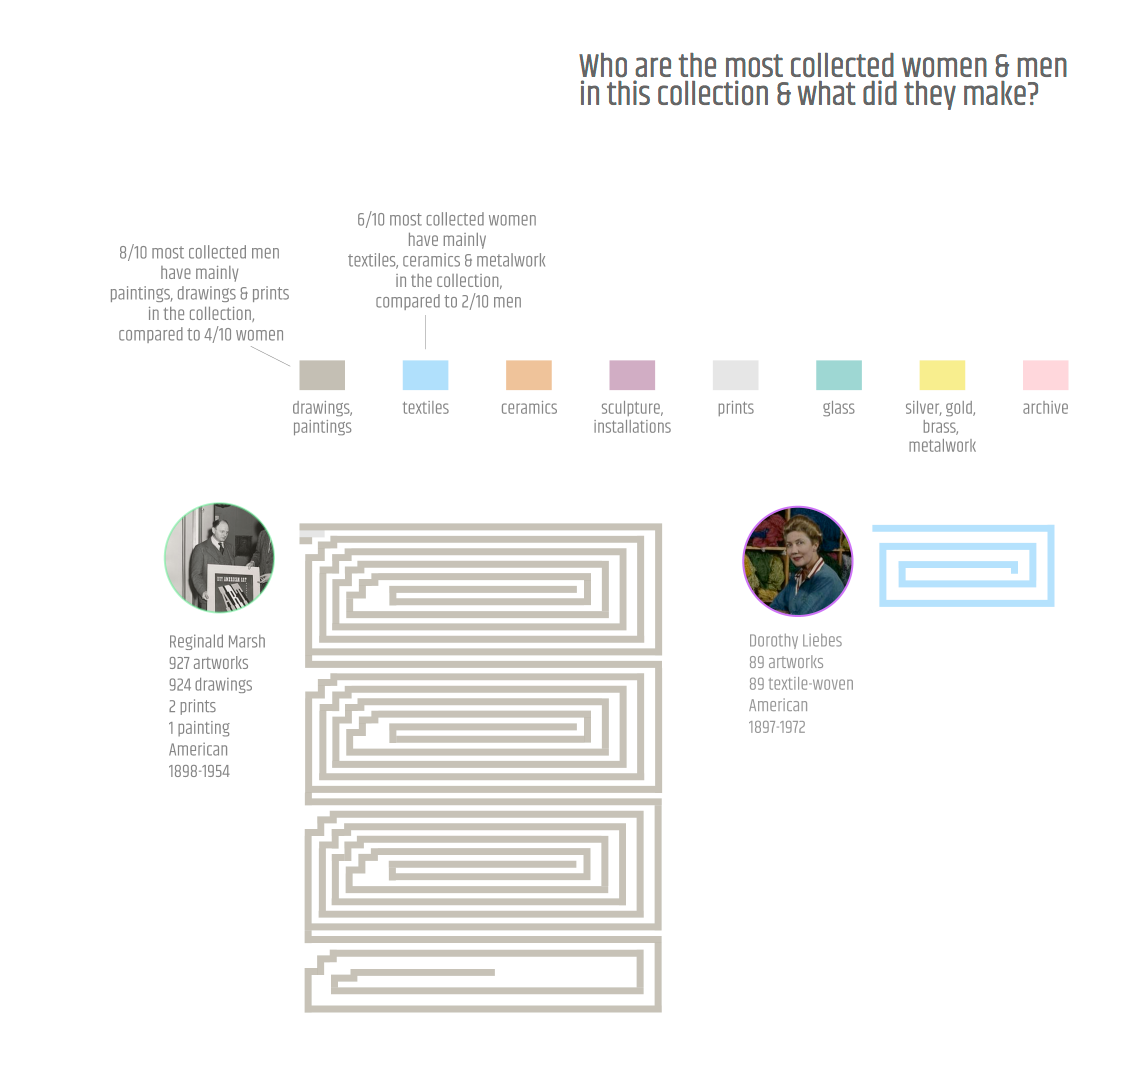 Who are the most collected women & men
in this collection & what did they make?
8/10 most collected men
have mainly
paintings, drawings & prints
in the collection,
compared to 4/10 women
6/10 most collected women
have mainly
textiles, ceramics & metalwork
in the collection,
compared to 2/10 men
drawings,
paintings
textiles
ceramics
sculpture,
installations
prints
glass
silver, gold,
brass,
metalwork
archive
Reginald Marsh
927 artworks
924 drawings
2 prints
1 painting
American
1898-1954
Dorothy Liebes
89 artworks
89 textile-woven
American
1897-1972